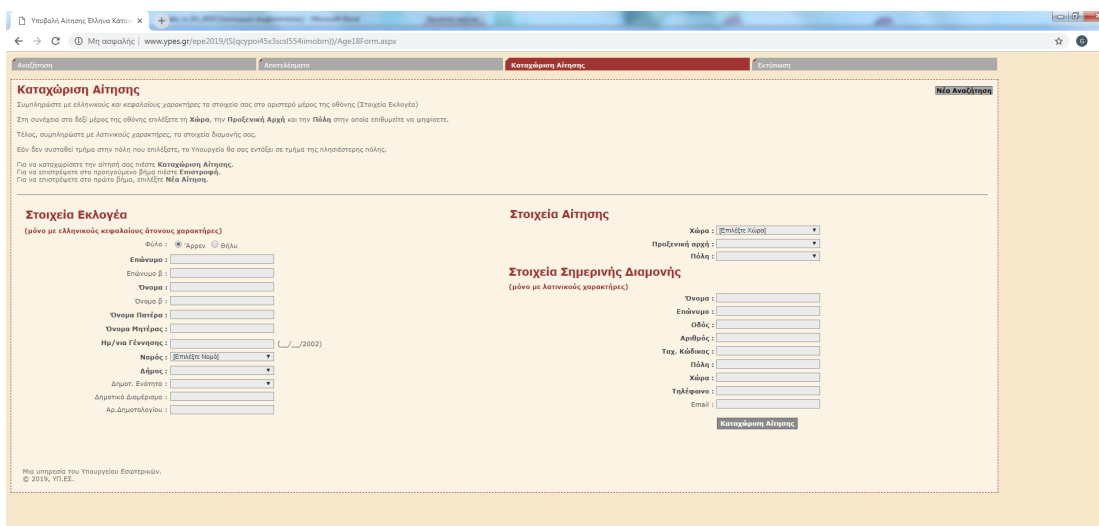 Υποβολή Αίτησης Έλληνα Κάτοι
Μη ασφαλής | www.ypes.gr/epe2019/(S(qcypoi45x3scsl554iimobrn))/Age18Form.aspx
Αναζήτηση
Αποτελέσματα
Καταχώριση Αίτησης
Εκτύπωση
Καταχώριση Αίτησης
Νέα Αναζήτηση
Συμπληρώστε με ελληνικούς και κεφαλαίους χαρακτήρες τα στοιχεία σας στο αριστερό μέρος της οθόνης (Στοιχεία Εκλογέα)
Στη συνέχεια στο δεξί μέρος της οθόνης επιλέξετε τη Χώρα, την Προξενική Αρχή και την Πόλη στην οποία επιθυμείτε να ψηφίσετε.
Τέλος, συμπληρώστε με λατινικούς χαρακτήρες, τα στοιχεία διαμονής σας.
Εάν δεν συσταθεί τμήμα στην πόλη που επιλέξατε, το Υπουργείο θα σας εντάξει σε τμήμα της πλησιέστερης πόλης.
Για να καταχωρίσετε την αίτησή σας πιέστε Καταχώριση Αίτησης.
Για να επιστρέψετε στο προηγούμενο βήμα πιέστε Επιστροφή.
Για να επιστρέψετε στο πρώτο βήμα, επιλέξτε Νέα Αίτηση.
Στοιχεία Εκλογέα
(μόνο με ελληνικούς κεφαλαίους άτονους χαρακτήρες)
Φύλο : Άρρεν Θήλυ
Επώνυμο :
Επώνυμο β :
Όνομα :
Όνομα β :
Όνομα Πατέρα :
Όνομα Μητέρας :
Ημ/νια Γέννησης : (__/__/2002)
Νομός : [Επιλέξτε Νομό]
Δήμος :
Δημοτ. Ενότητα :
Δημοτικό Διαμέρισμα :
Αρ.Δημοτολογίου :
Στοιχεία Αίτησης
Χώρα : [Επιλέξτε Χώρα]
Προξενική αρχή :
Πόλη :
Στοιχεία Σημερινής Διαμονής
(μόνο με λατινικούς χαρακτήρες)
Όνομα :
Επώνυμο :
Οδός :
Αριθμός :
Ταχ. Κώδικας :
Πόλη :
Χώρα :
Τηλέφωνο :
Email :
Καταχώριση Αίτησης
Μια υπηρεσία του Υπουργείου Εσωτερικών.
© 2019, ΥΠ.ΕΣ.